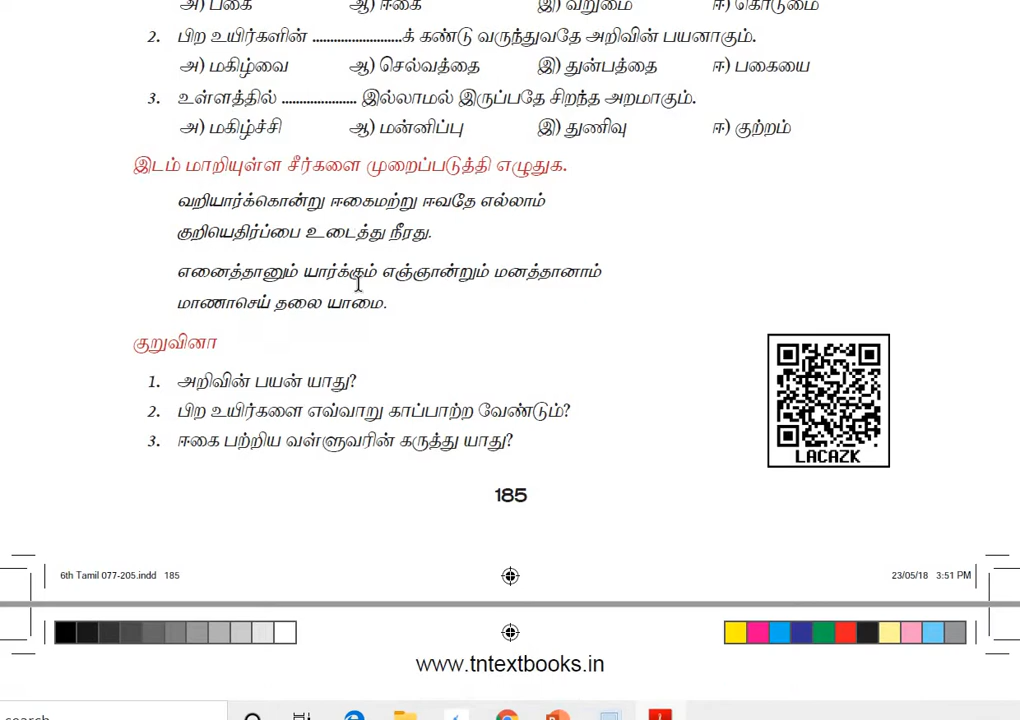 அ) பகை ஆ) ஈகை இ) வறுமை ஈ) கொடுமை
2. பிற உயிர்களின் .........................க் கண்டு வருந்துவதே அறிவின் பயனாகும்.
அ) மகிழ்வை ஆ) செல்வத்தை இ) துன்பத்தை ஈ) பகையை
3. உள்ளத்தில் ..................... இல்லாமல் இருப்பதே சிறந்த அறமாகும்.
அ) மகிழ்ச்சி ஆ) மன்னிப்பு இ) துணிவு ஈ) குற்றம்
இடம் மாறியுள்ள சீர்களை முறைப்படுத்தி எழுதுக.
வறியார்க்கொன்று ஈகைமற்று ஈவதே எல்லாம்
குறியெதிர்ப்பை உடைத்து நீரது.
எனைத்தானும் யார்க்கும் எஞ்ஞான்றும் மனத்தானாம்
மாணாசெய் தலை யாமை.
குறுவினா
1. அறிவின் பயன் யாது?
2. பிற உயிர்களை எவ்வாறு காப்பாற்ற வேண்டும்?
3. ஈகை பற்றிய வள்ளுவரின் கருத்து யாது?
LACAZK
185
6th Tamil 077-205.indd 185 23/05/18 3:51 PM
www.tntextbooks.in
search